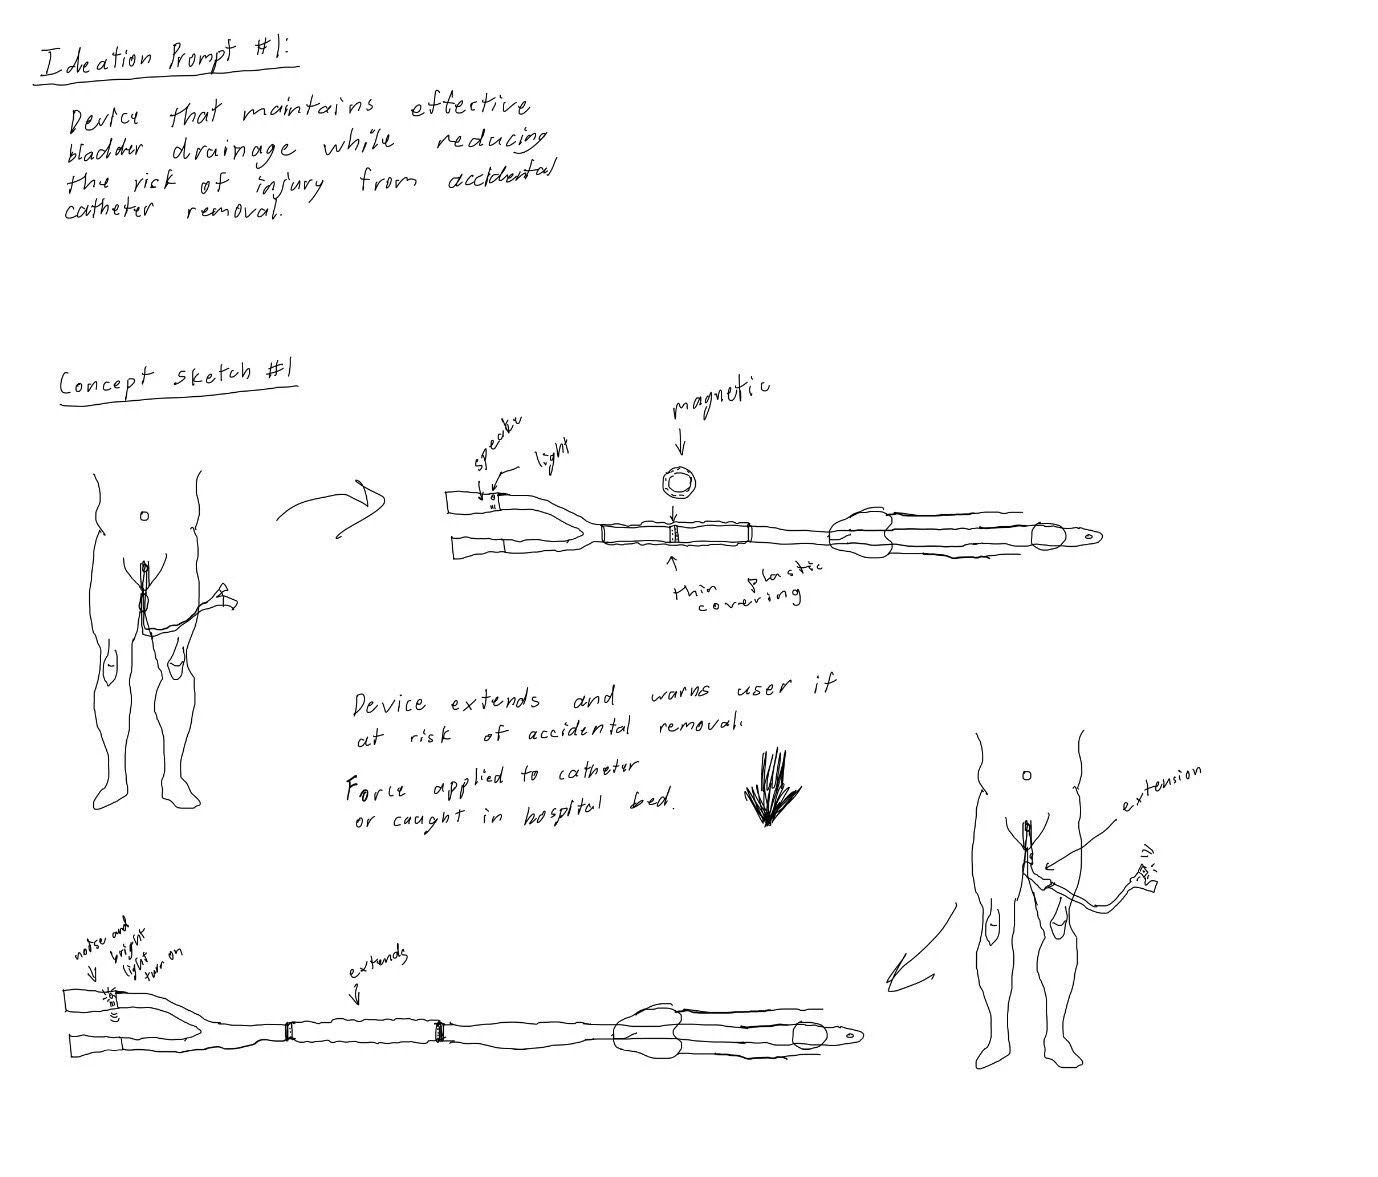 Ideation Prompt #1:
Device that maintains effective
bladder drainage while reducing
the risk of injury from accidental
catheter removal.
Concept sketch #1
magnetic
speaker
light
thin plastic
covering
Device extends and warns user if
at risk of accidental removal.
Force applied to catheter
or caught in hospital bed.
extension
noise and
bright
light
turn on
extends